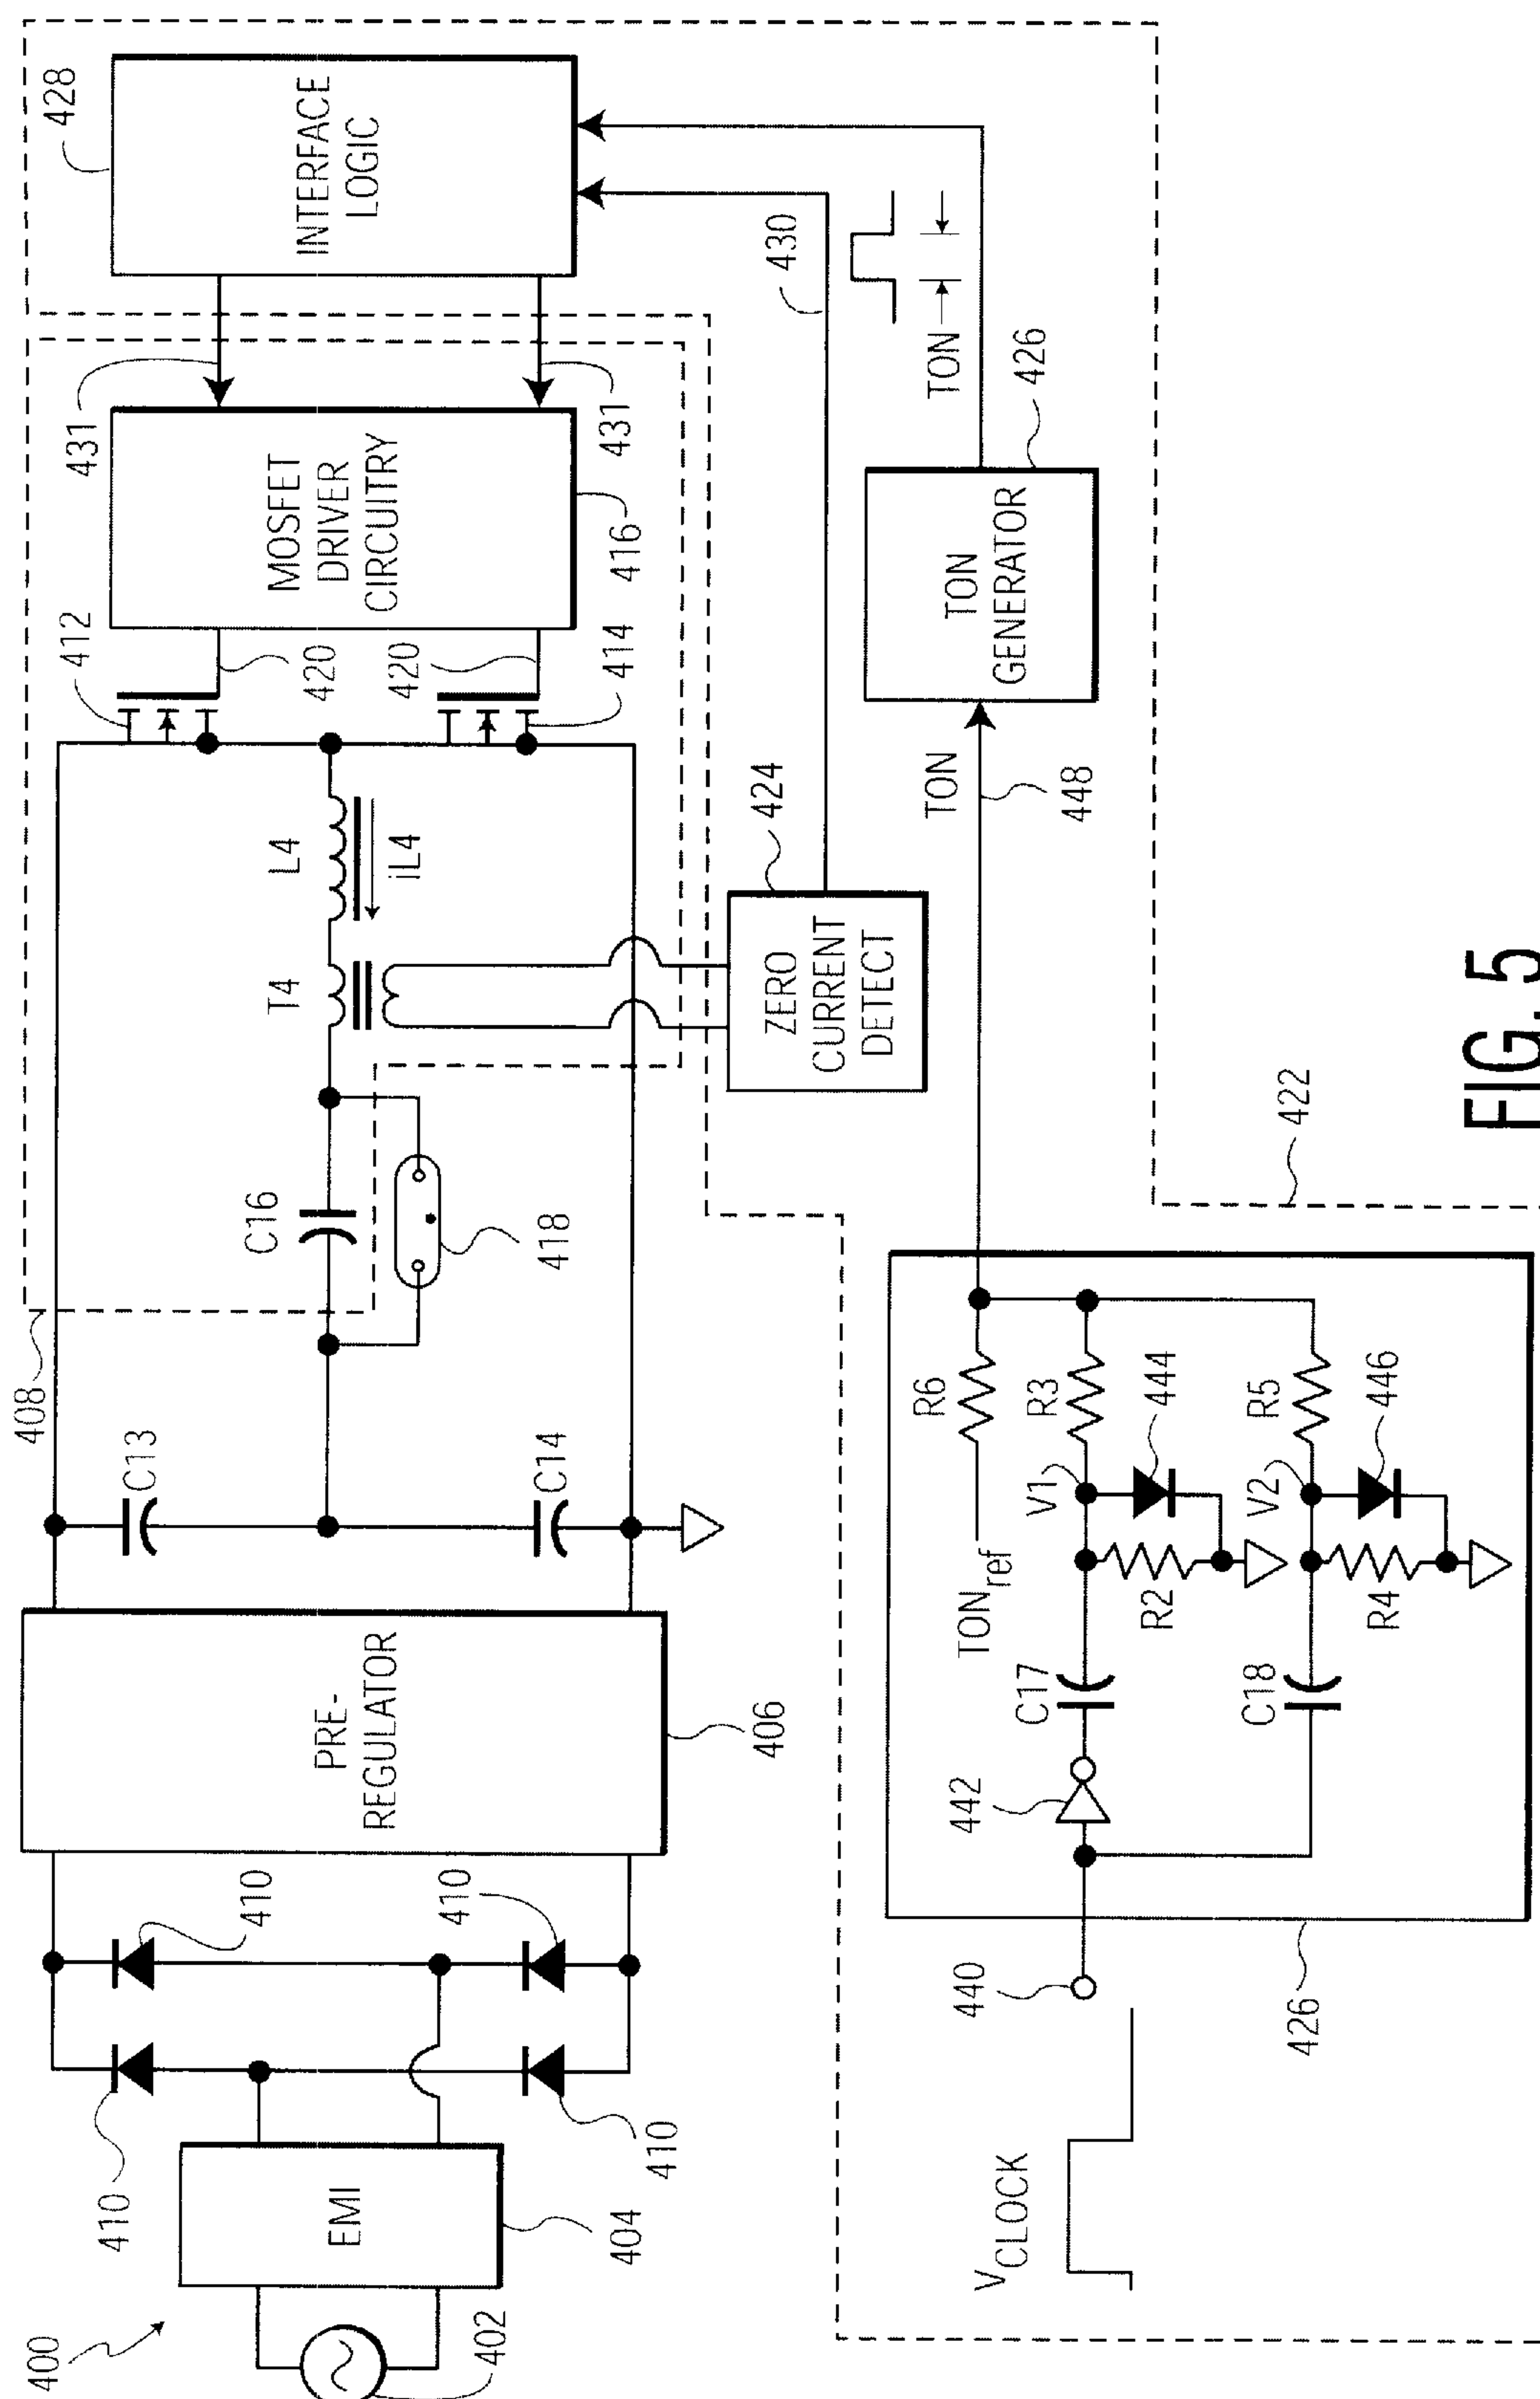 400
402
EMI
404
410
410
410
410
PRE-
REGULATOR
406
408
C13
C14
C16
418
T4
L4
iL4
412
414
420
420
MOSFET
DRIVER
CIRCUITRY
416
431
431
INTERFACE
LOGIC
428
ZERO
CURRENT
DETECT
424
430
TON
TON
GENERATOR
426
TON
448
VCLOCK
440
442
C17
C18
TONref
R6
R3
V1
444
R2
R5
V2
446
R4
426
422
FIG. 5